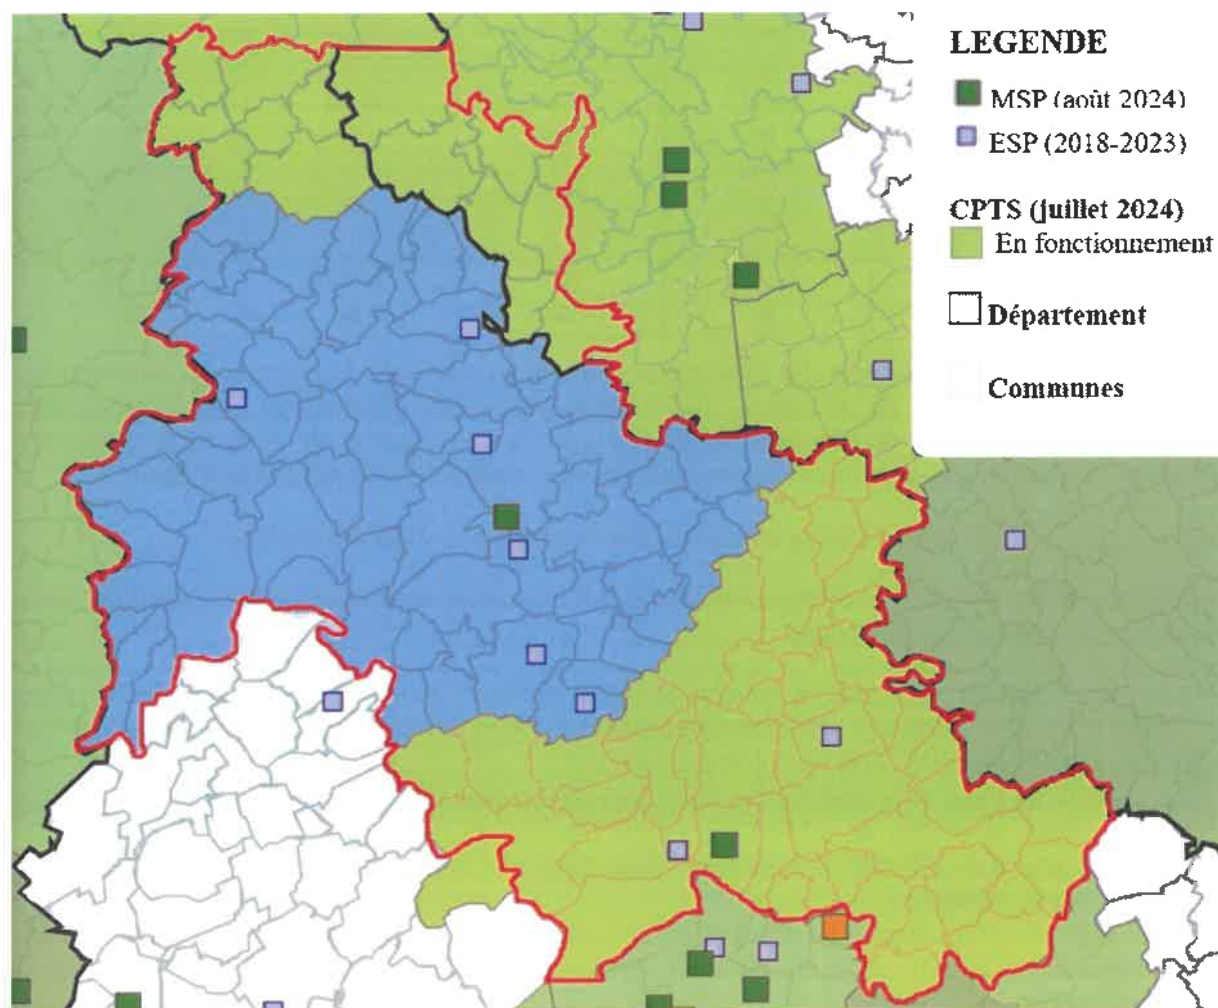 LEGENDE
MSP (août 2024)
ESP (2018-2023)
CPTS (juillet 2024)
En fonctionnement
Département
Communes